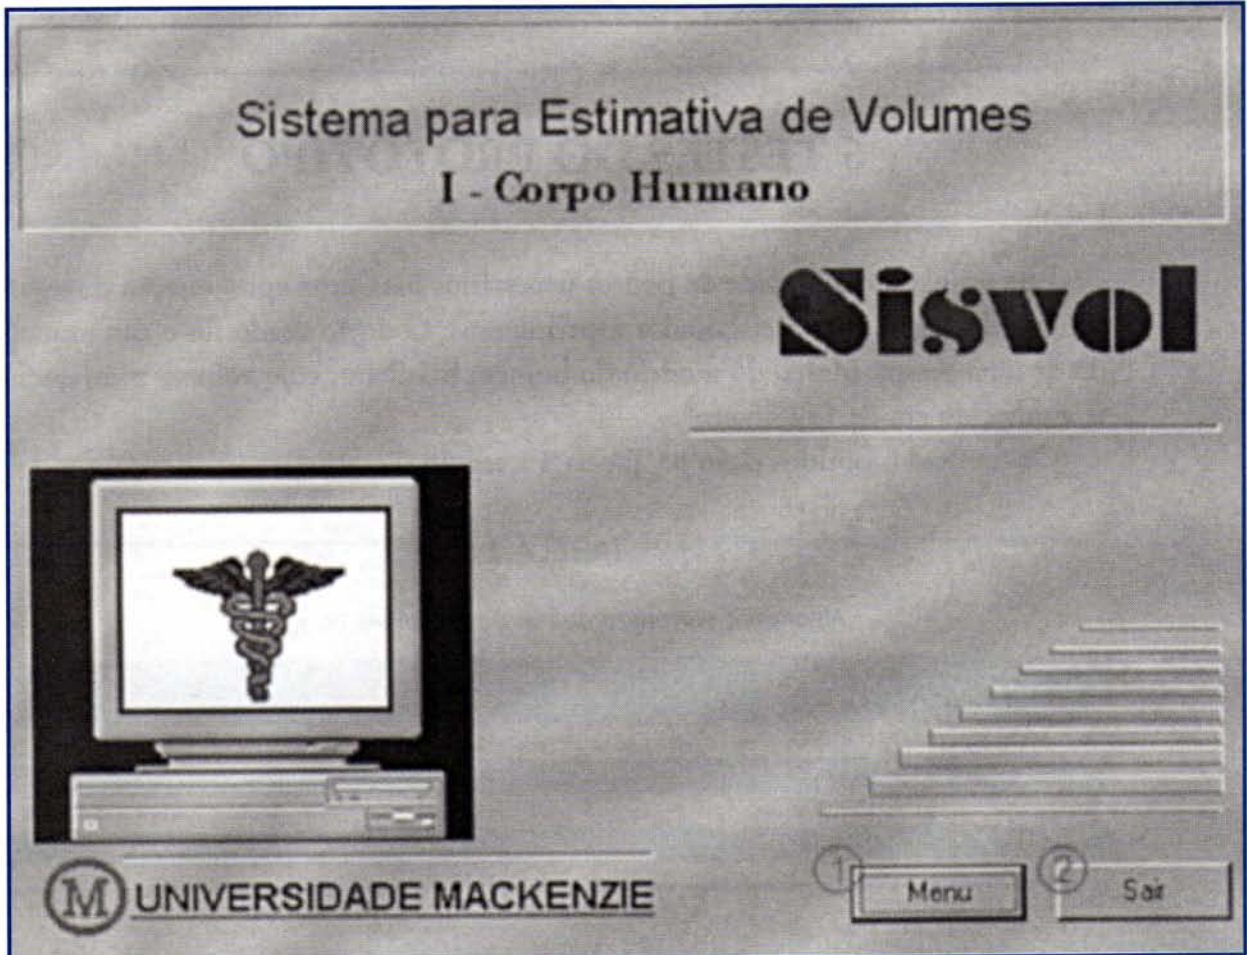 Sistema para Estimativa de Volumes
I - Corpo Humano
Sisvol
M UNIVERSIDADE MACKENZIE
1 Menu 2 Sair